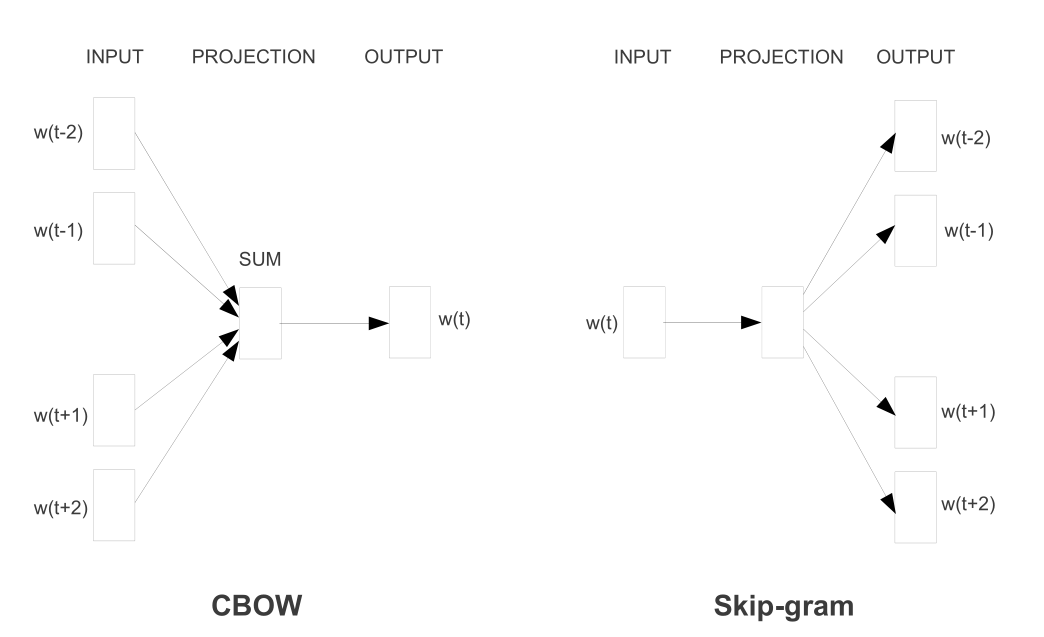 INPUT PROJECTION OUTPUT
w(t-2)
w(t-1)
SUM
w(t)
w(t+1)
w(t+2)
CBOW
INPUT PROJECTION OUTPUT
w(t-2)
w(t-1)
w(t)
w(t+1)
w(t+2)
Skip-gram